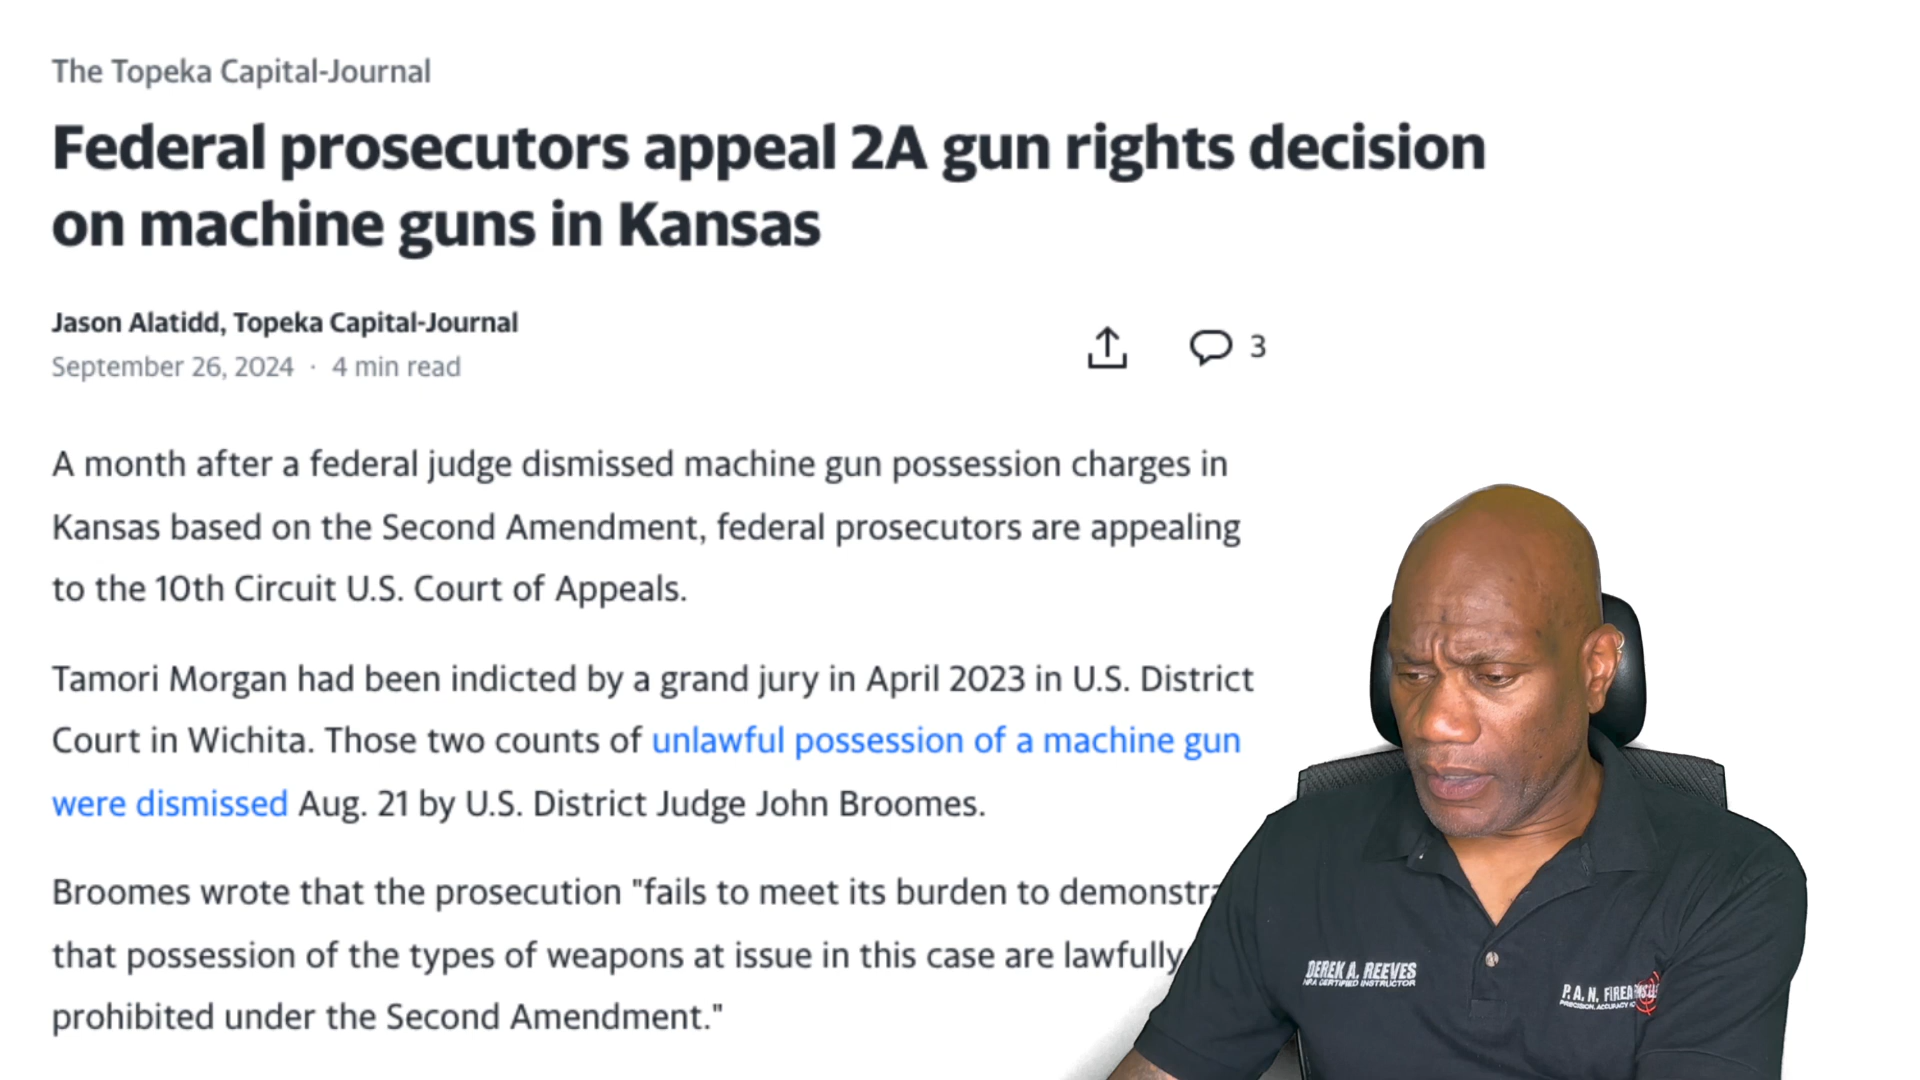 The Topeka Capital-Journal
Federal prosecutors appeal 2A gun rights decision
on machine guns in Kansas
Jason Alatidd, Topeka Capital-Journal
September 26, 2024 · 4 min read
3
A month after a federal judge dismissed machine gun possession charges in
Kansas based on the Second Amendment, federal prosecutors are appealing
to the 10th Circuit U.S. Court of Appeals.
Tamori Morgan had been indicted by a grand jury in April 2023 in U.S. District
Court in Wichita. Those two counts of unlawful possession of a machine gun
were dismissed Aug. 21 by U.S. District Judge John Broomes.
Broomes wrote that the prosecution "fails to meet its burden to demonstra
that possession of the types of weapons at issue in this case are lawfully
prohibited under the Second Amendment."
DEREK A. REEVES
NRA CERTIFIED INSTRUCTOR
P.A.N. FIREA